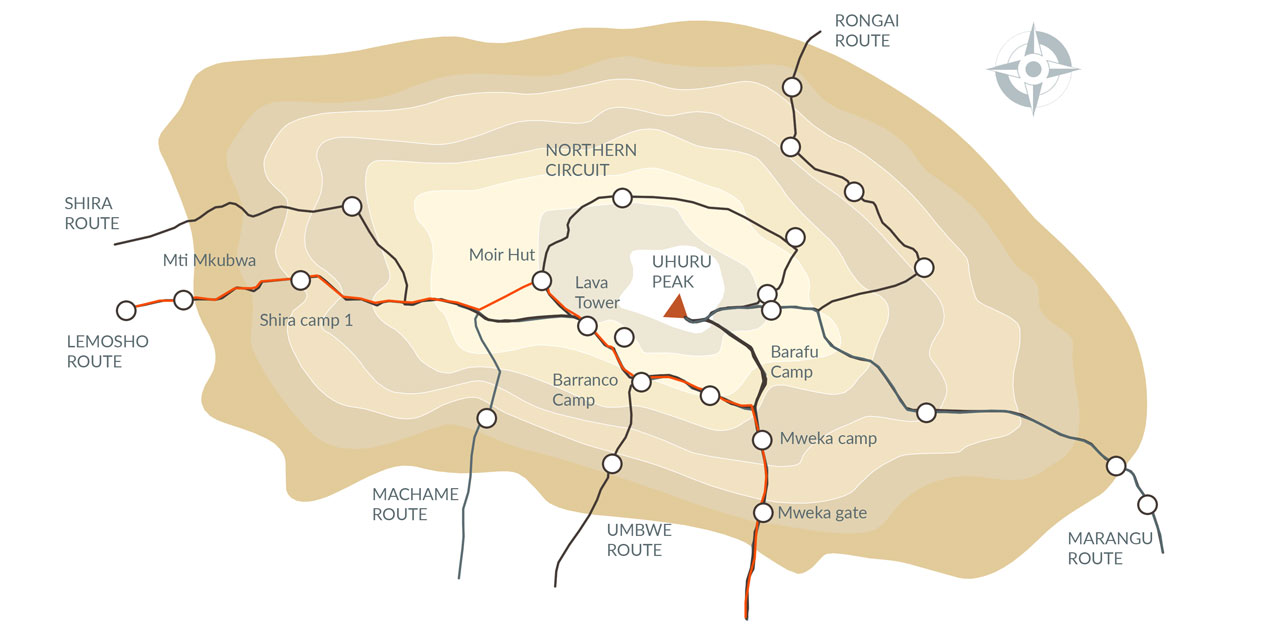 RONGAI
ROUTE
NORTHERN
CIRCUIT
SHIRA
ROUTE
Mti Mkubwa
Moir Hut
UHURU
PEAK
Lava
Tower
Shira camp 1
LEMOSHO
ROUTE
Barafu
Camp
Barranco
Camp
Mweka camp
MACHAME
ROUTE
Mweka gate
UMBWE
ROUTE
MARANGU
ROUTE